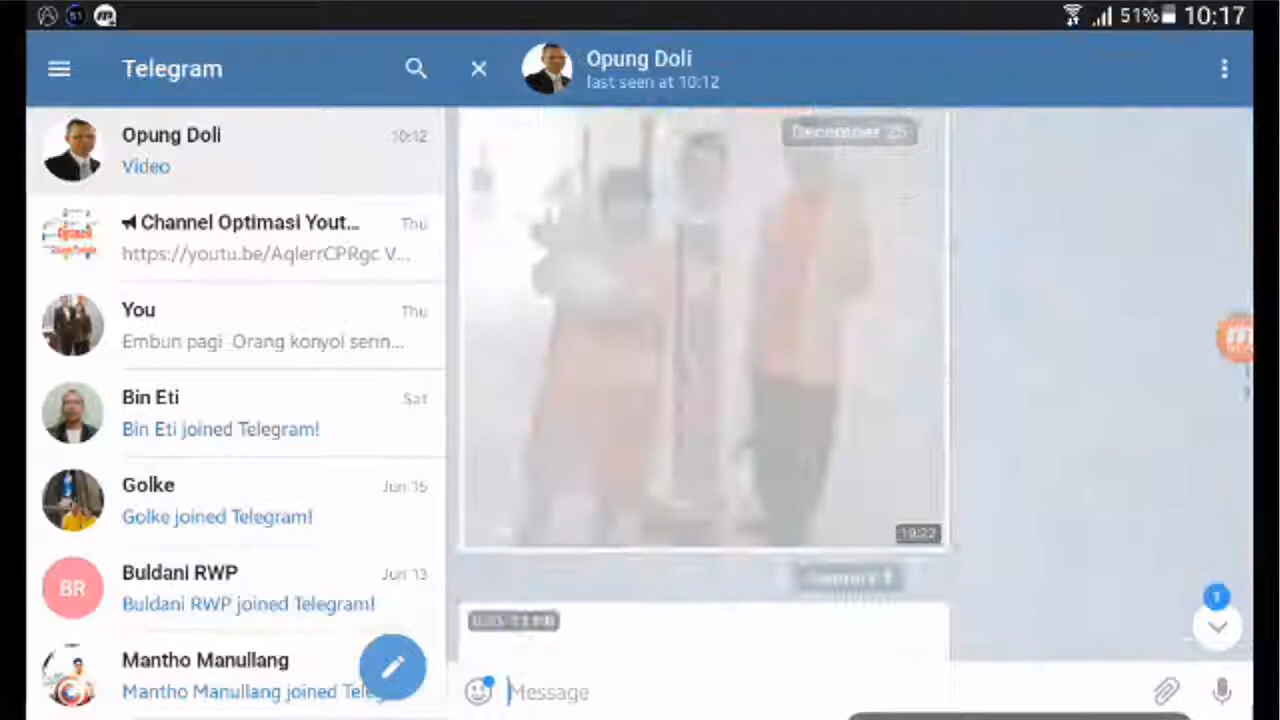 51% 10:17
Telegram
Opung Doli
last seen at 10:12
Opung Doli 10:12
Video
Channel Optimasi Yout... Thu
https://youtu.be/AqlerrCPRgc V...
You Thu
Embun pagi Orang konyol serin...
Bin Eti Sat
Bin Eti joined Telegram!
Golke Jun 15
Golke joined Telegram!
BR
Buldani RWP Jun 13
Buldani RWP joined Telegram!
Mantho Manullang
Mantho Manullang joined Tele
December 25
19:22
1
Message